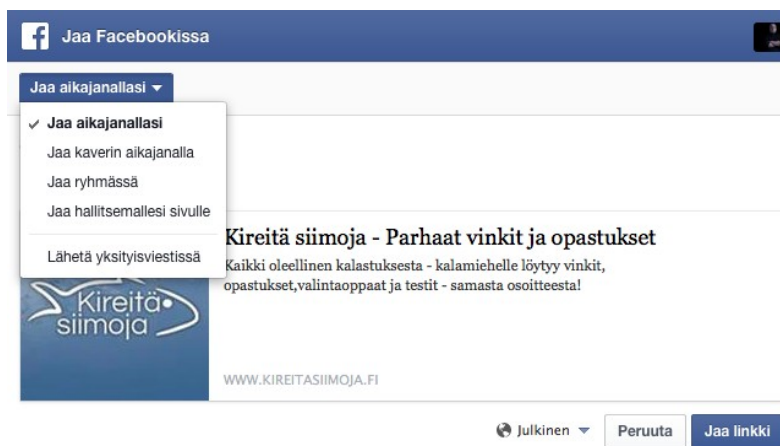 Jaa Facebookissa
Jaa aikajanallasi
Jaa aikajanallasi
Jaa kaverin aikajanalla
Jaa ryhmässä
Jaa hallitsemallesi sivulle
Lähetä yksityisviestissä
Kireitä siimoja - Parhaat vinkit ja opastukset
Kaikki oleellinen kalastuksesta - kalamiehelle löytyy vinkit,
opastukset,valintaoppaat ja testit - samasta osoitteesta!
Kireitä
siimoja
WWW.KIREITASIIMOJA.FI
Julkinen Peruuta Jaa linkki